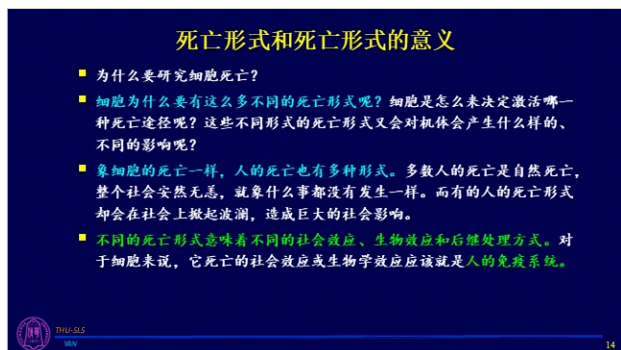 死亡形式和死亡形式的意义
为什么要研究细胞死亡?
细胞为什么要有这么多不同的死亡形式呢?细胞是怎么来决定激活哪一
种死亡途径呢?这些不同形式的死亡形式又会对机体会产生什么样的、
不同的影响呢?
象细胞的死亡一样,人的死亡也有多种形式。多数人的死亡是自然死亡,
整个社会安然无恙,就象什么事都没有发生一样。而有的人的死亡形式
却会在社会上掀起波澜,造成巨大的社会影响。
不同的死亡形式意味着不同的社会效应、生物效应和后继处理方式。对
于细胞来说,它死亡的社会效应或生物学效应应该就是人的免疫系统。
THU-SLS
YAN
14